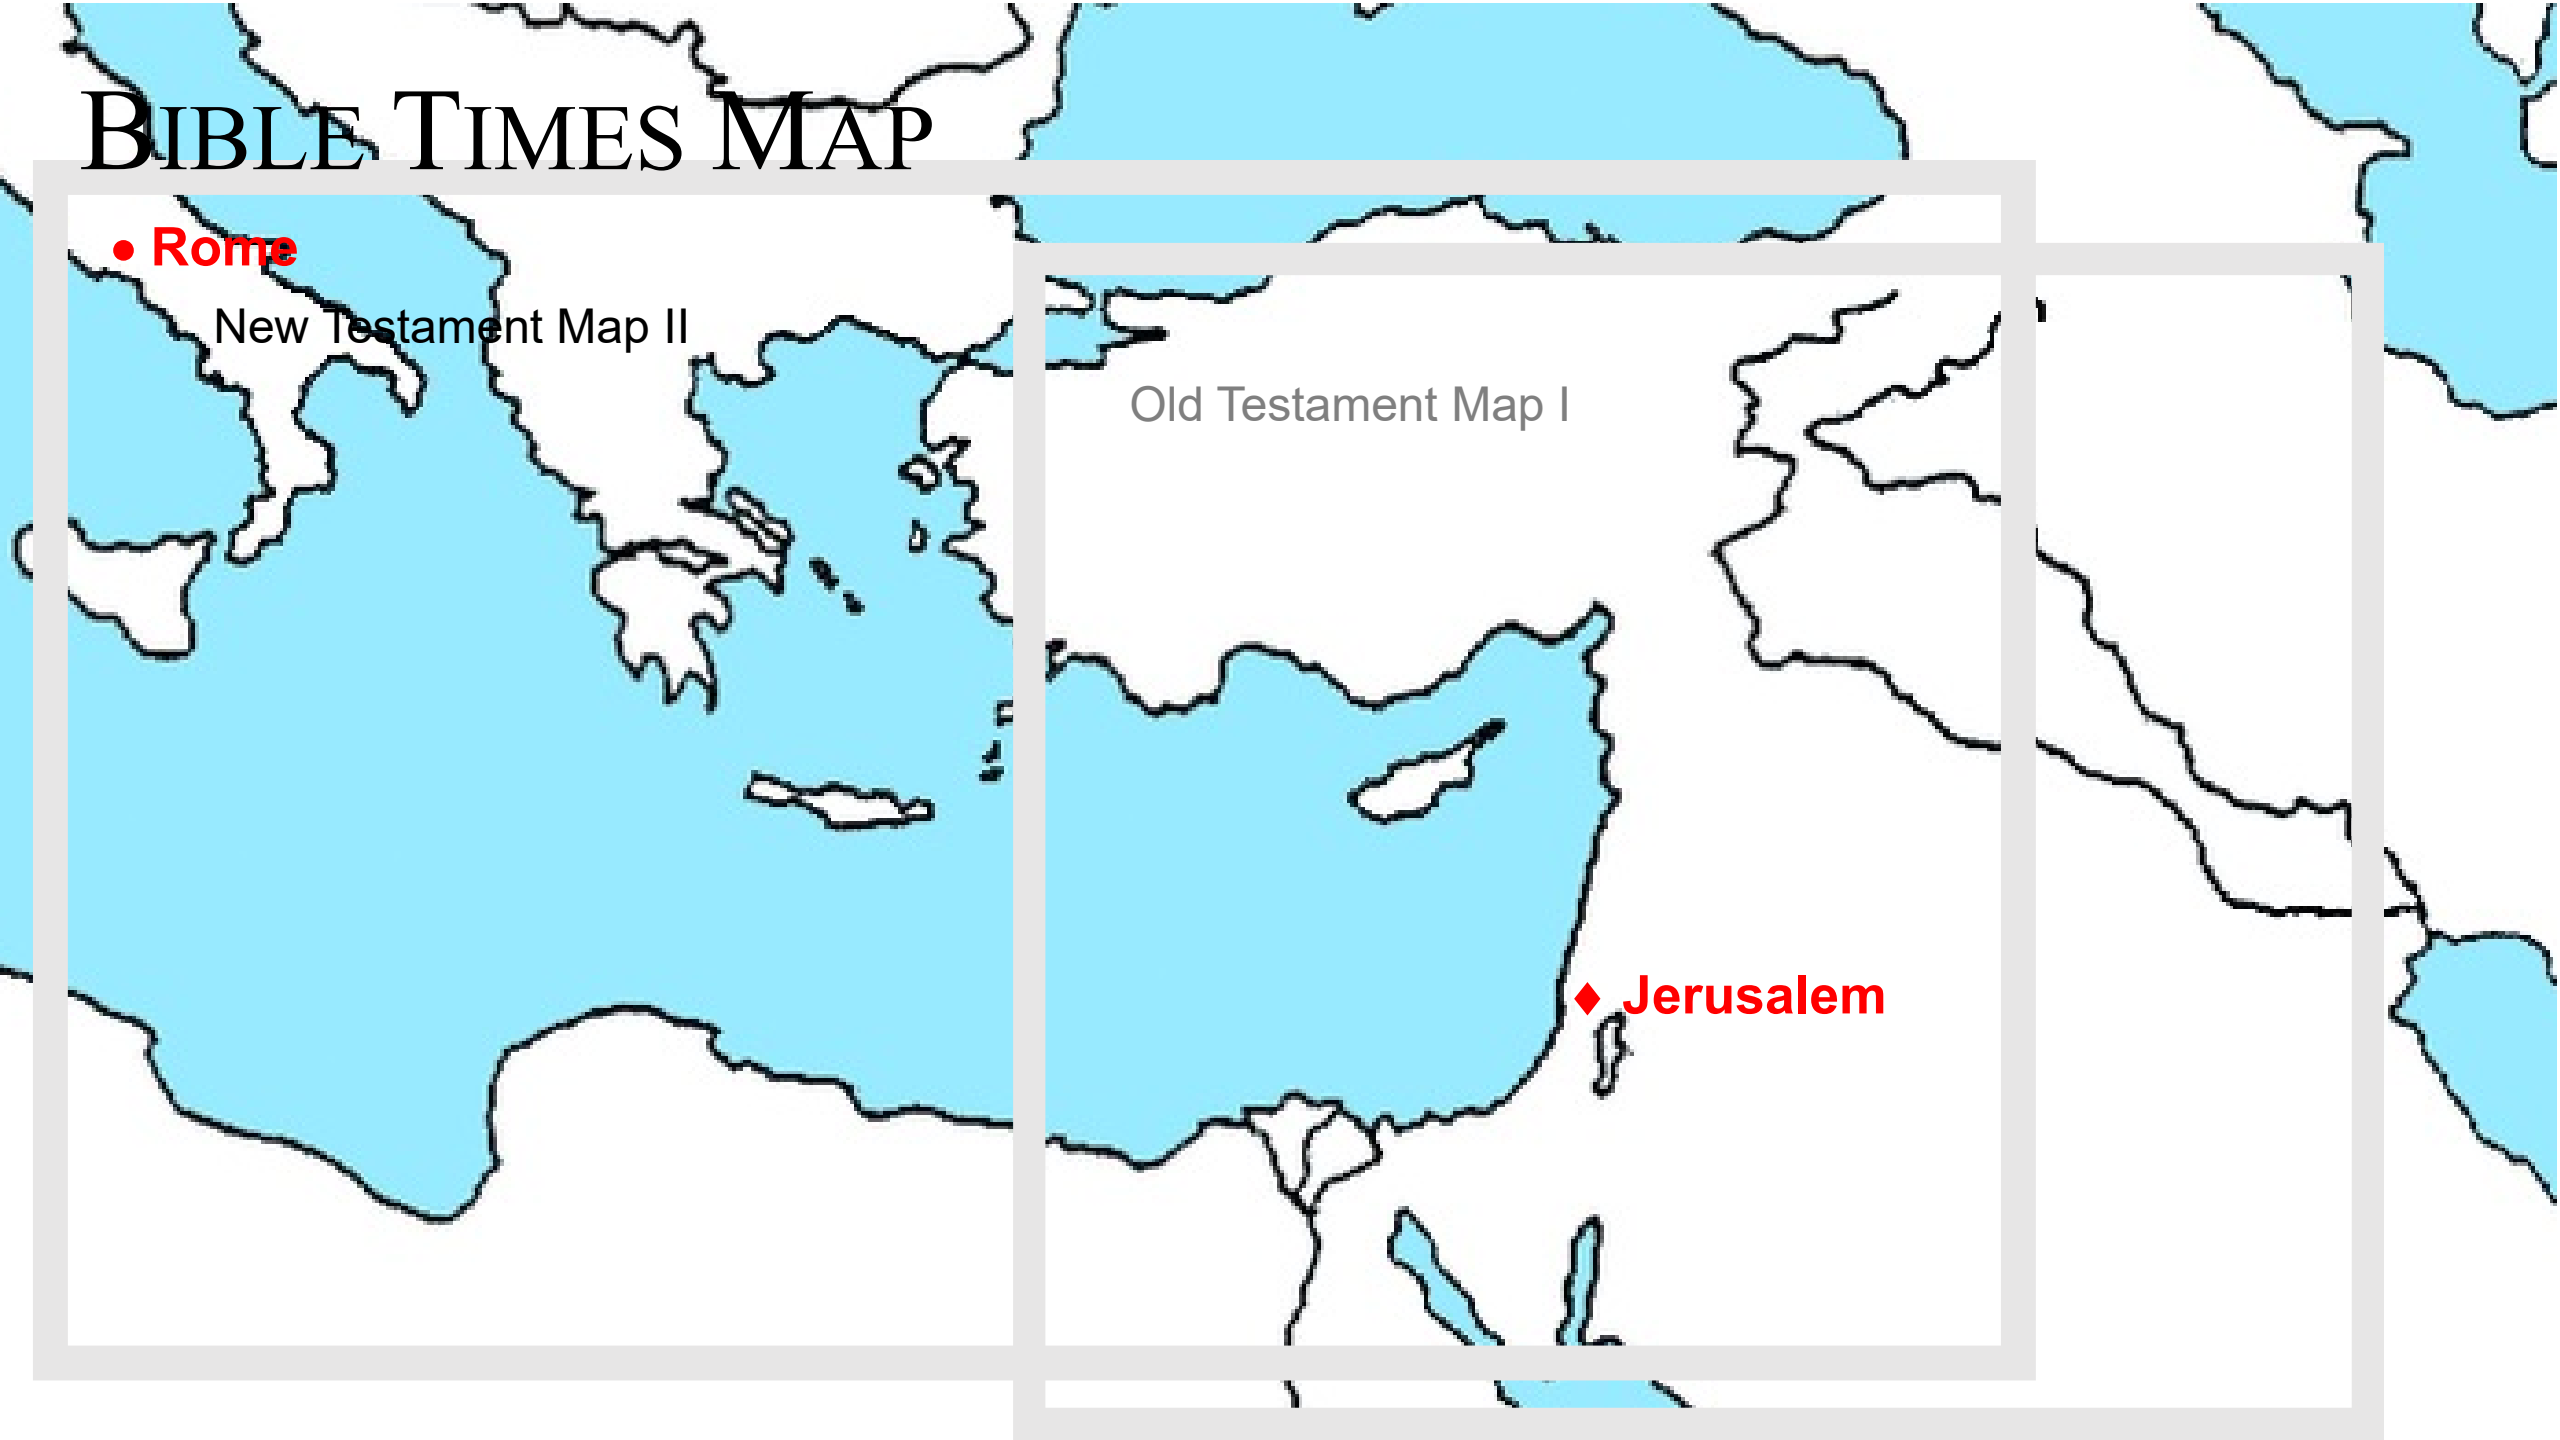 BIBLE TIMES MAP
• Rome
New Testament Map II
Old Testament Map I
♦ Jerusalem